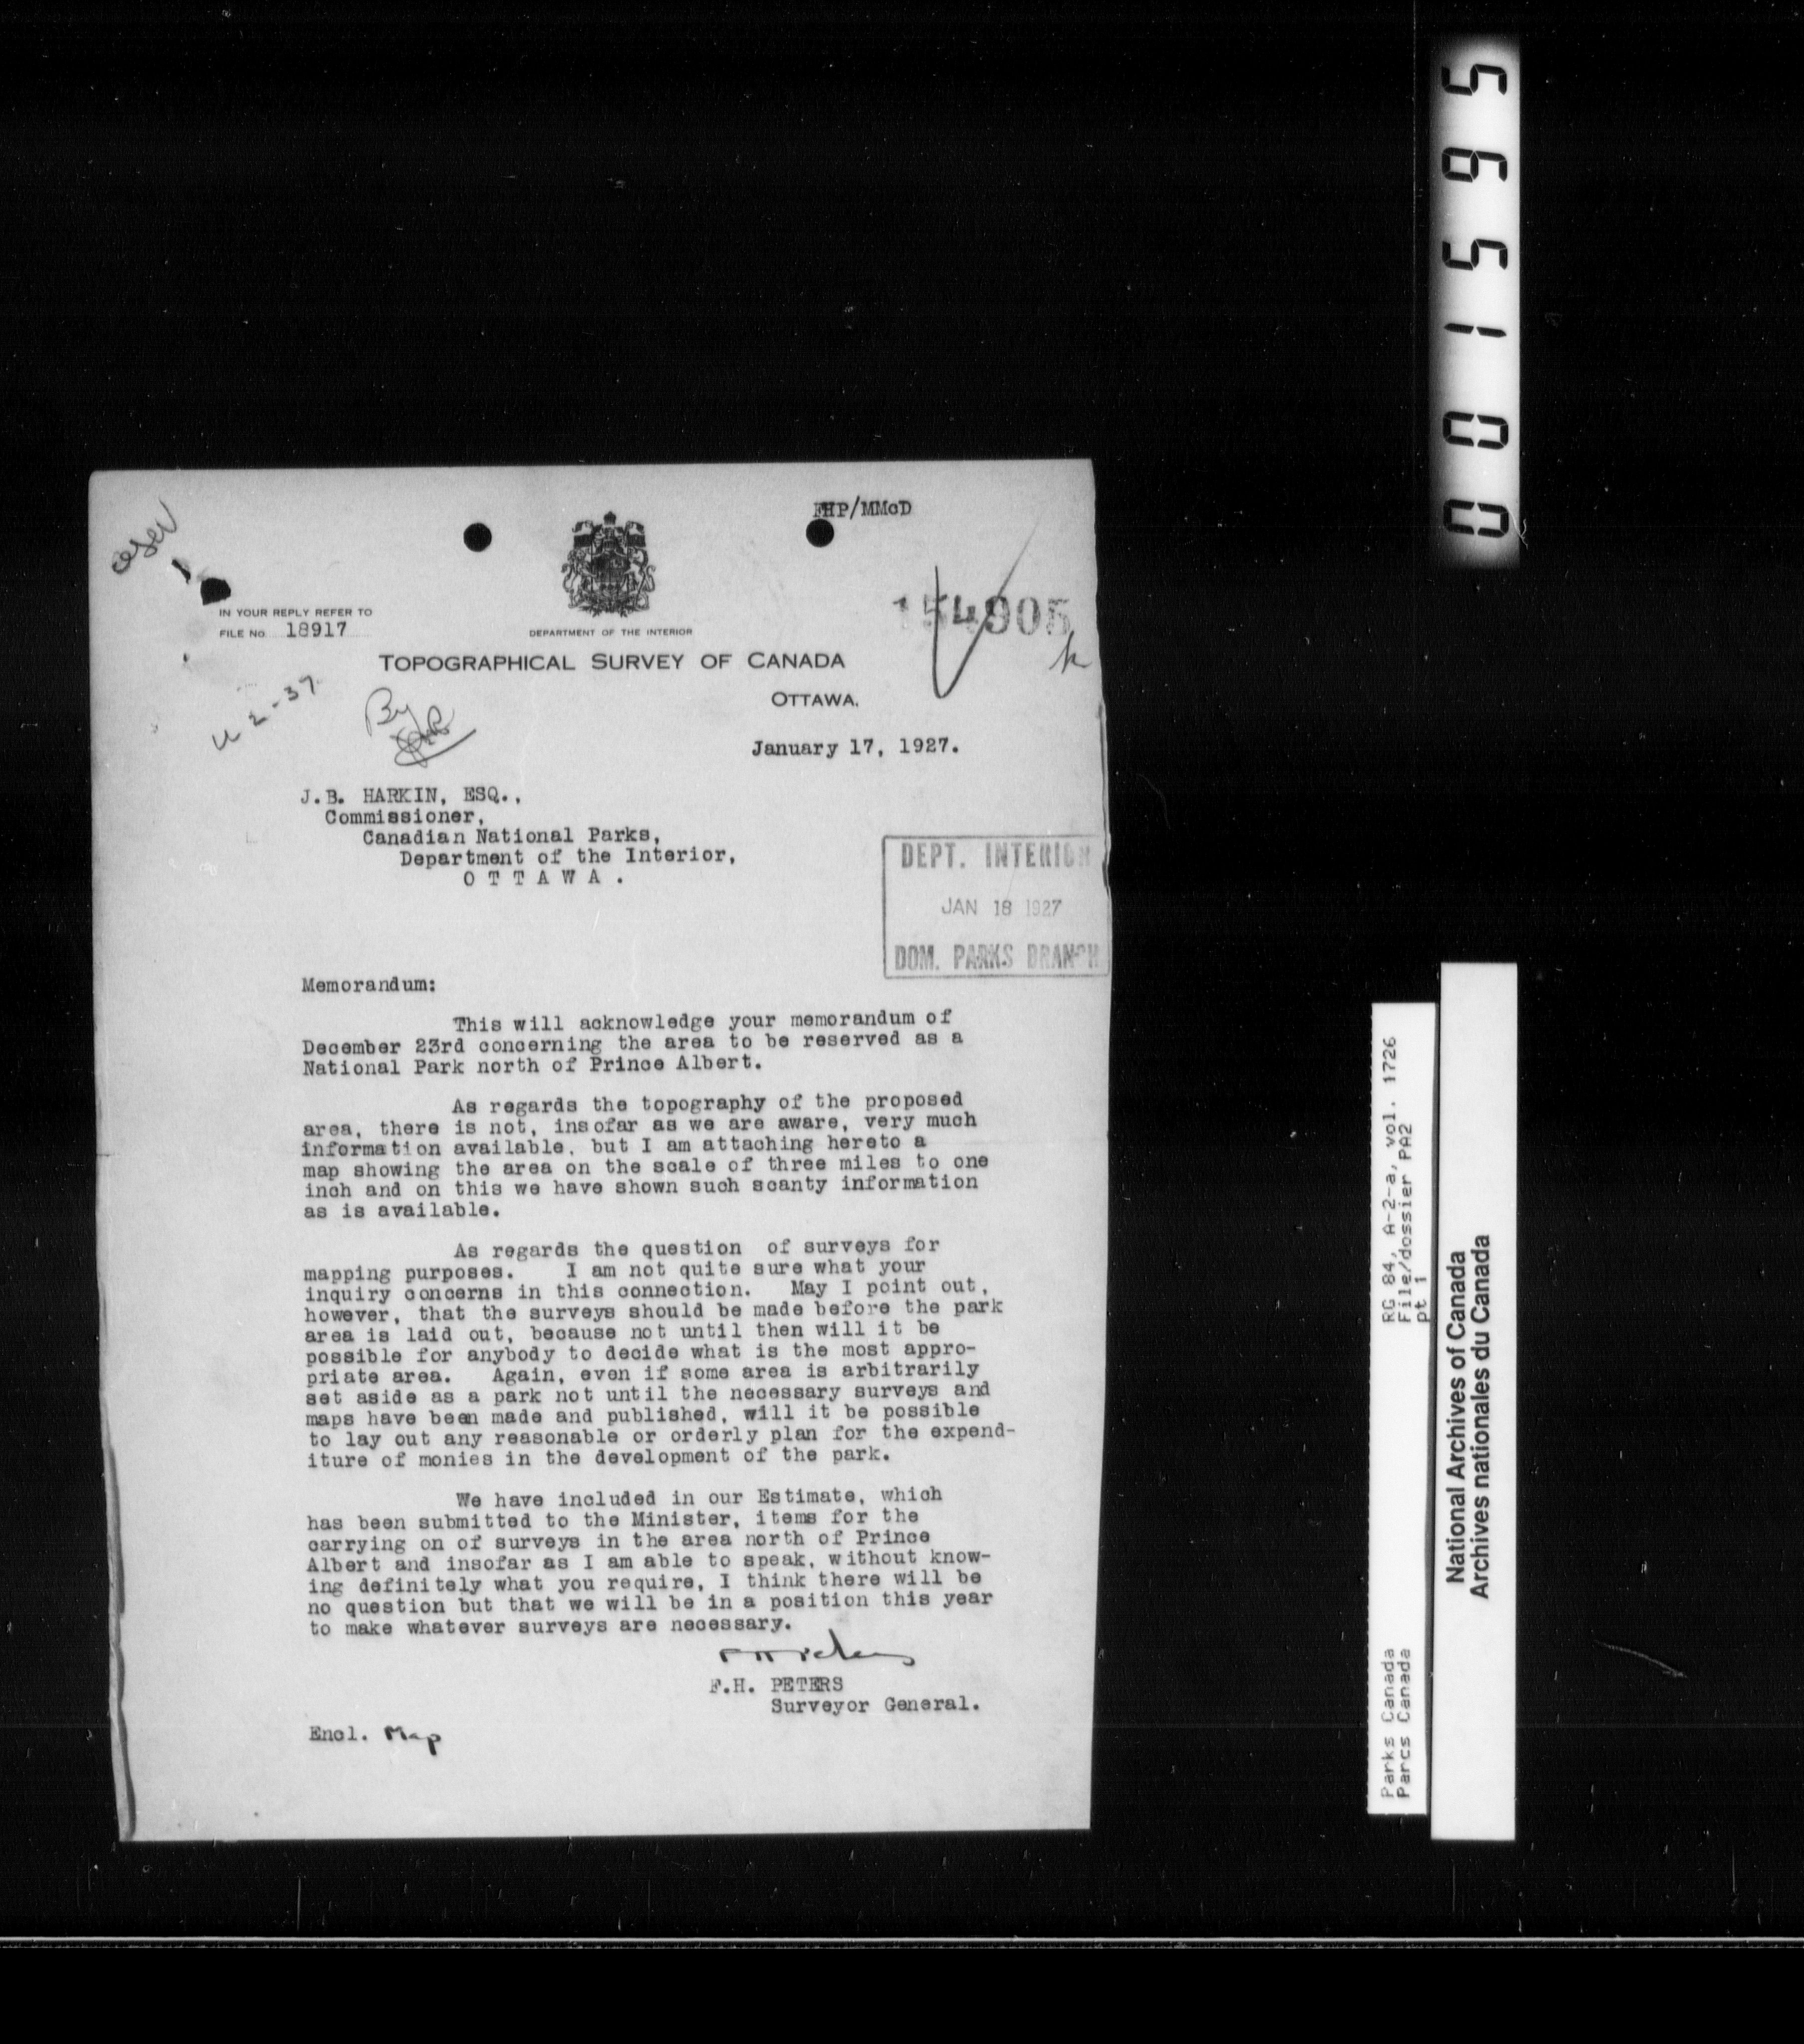 FHP/MMcD
IN YOUR REPLY REFER TO
FILE No. 18917
DEPARTMENT OF THE INTERIOR
154905
TOPOGRAPHICAL SURVEY OF CANADA
OTTAWA,
By
January 17, 1927.
J.B. HARKIN, ESQ.,
Commissioner,
Canadian National Parks,
Department of the Interior,
O T T A W A .
DEPT. INTERIOR
JAN 18 1927
DOM. PARKS BRANCH
Memorandum:
This will acknowledge your memorandum of
December 23rd concerning the area to be reserved as a
National Park north of Prince Albert.
As regards the topography of the proposed
area, there is not, insofar as we are aware, very much
information available, but I am attaching hereto a
map showing the area on the scale of three miles to one
inch and on this we have shown such scanty information
as is available.
As regards the question of surveys for
mapping purposes. I am not quite sure what your
inquiry concerns in this connection. May I point out,
however, that the surveys should be made before the park
area is laid out, because not until then will it be
possible for anybody to decide what is the most appro-
priate area. Again, even if some area is arbitrarily
set aside as a park not until the necessary surveys and
maps have been made and published, will it be possible
to lay out any reasonable or orderly plan for the expend-
iture of monies in the development of the park.
We have included in our Estimate, which
has been submitted to the Minister, items for the
carrying on of surveys in the area north of Prince
Albert and insofar as I am able to speak, without know-
ing definitely what you require, I think there will be
no question but that we will be in a position this year
to make whatever surveys are necessary.
F.H. PETERS
Surveyor General.
Encl. Map
0015695
Parks Canada RG 84, A-2-a, vol. 1726
Parcs Canada File/dossier PA2
pt 1
National Archives of Canada
Archives nationales du Canada